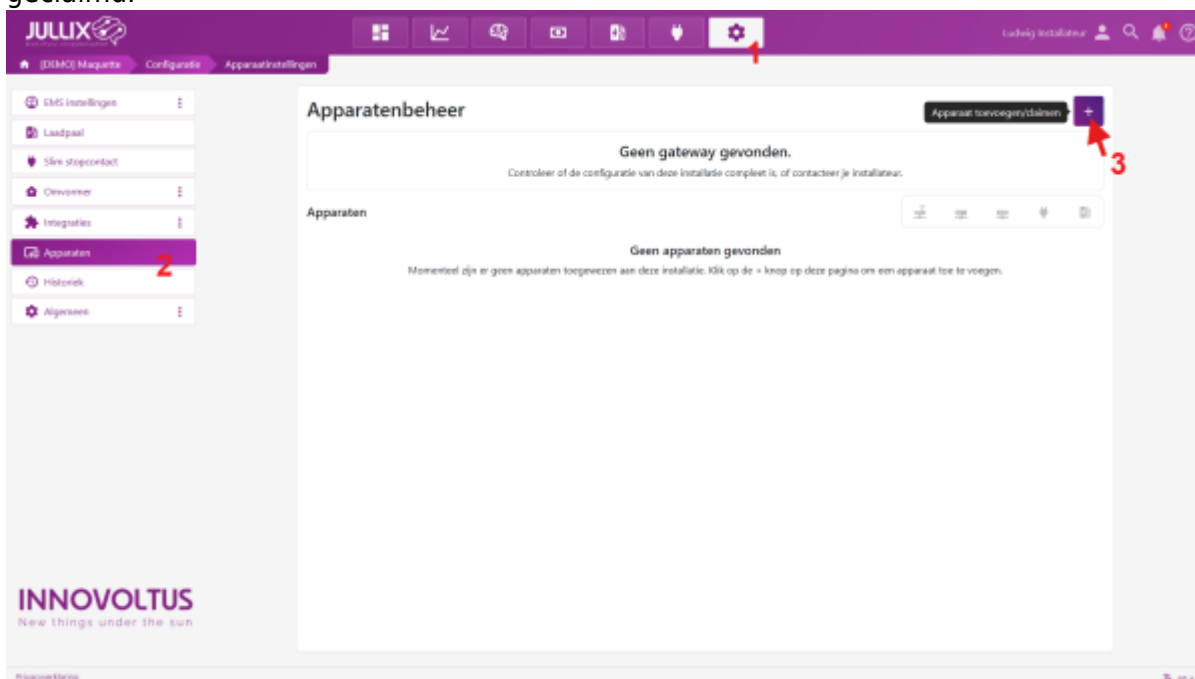 JULLIX
Ludwig Installateur
1
[DEMO] Maquette
Configuratie
Apparaatinstellingen
EMS instellingen
Laadpaal
Slim stopcontact
Omvormer
Integraties
Apparaten
2
Historiek
Algemeen
Apparatenbeheer
Apparaat toevoegen/claimen
+
3
Geen gateway gevonden.
Controleer of de configuratie van deze installatie compleet is, of contacteer je installateur.
Apparaten
Geen apparaten gevonden
Momenteel zijn er geen apparaten toegewezen aan deze installatie. Klik op de + knop op deze pagina om een apparaat toe te voegen.
INNOVOLTUS
New things under the sun
Privacyverklaring